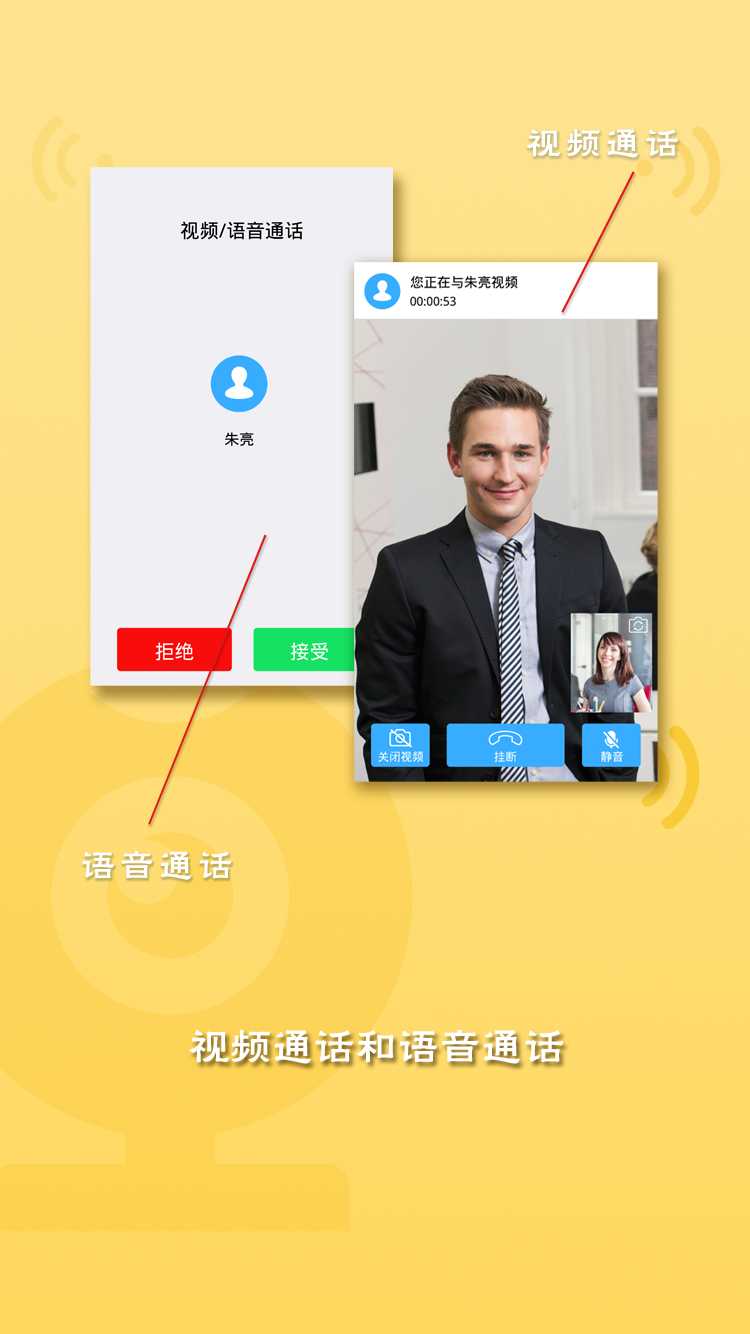 视频通话
视频/语音通话
您正在与朱亮视频
00:00:53
朱亮
拒绝
接受
关闭视频
挂断
静音
语音通话
视频通话和语音通话